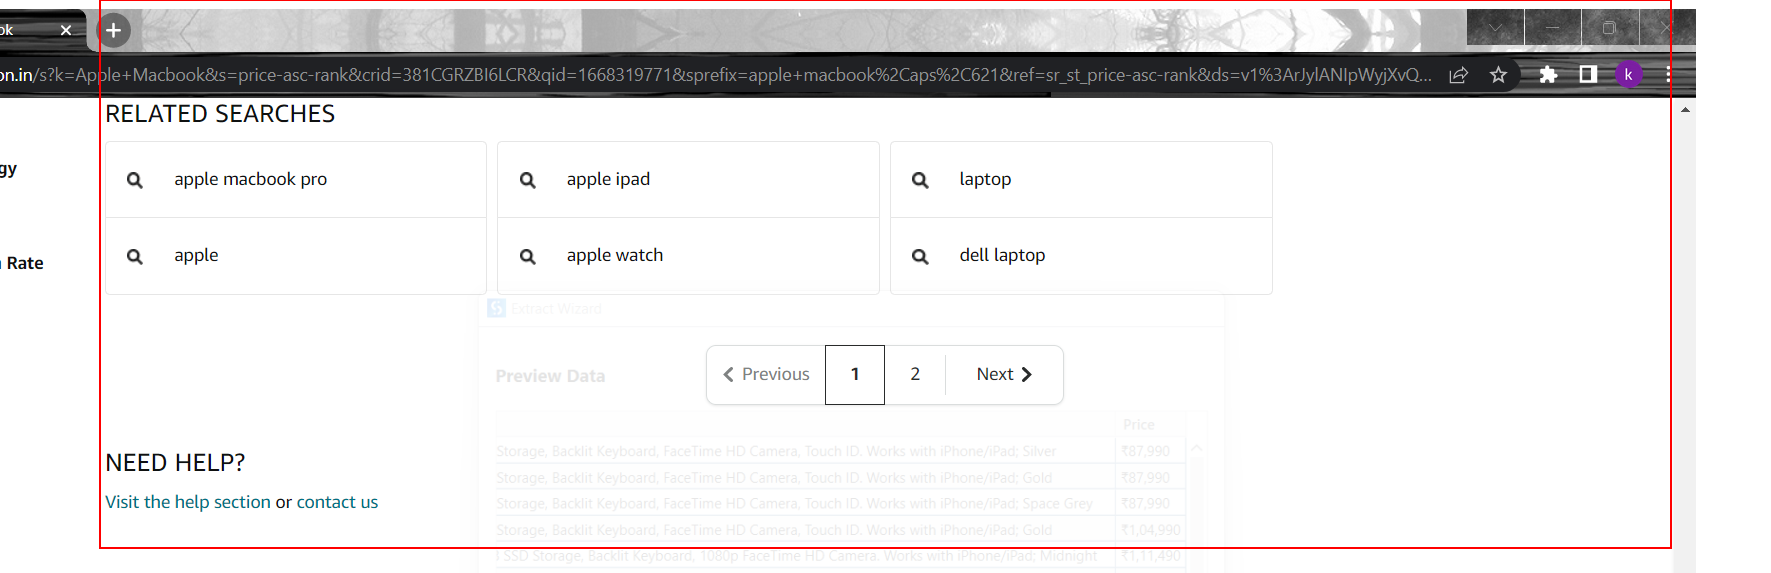 ok
on.in/s?k=Apple+Macbook&s=price-asc-rank&crid=381CGRZBI6LCR&qid=1668319771&sprefix=apple+macbook%2Caps%2C621&ref=sr_st_price-asc-rank&ds=v1%3ArJylANIpWyjXvQ...
k
RELATED SEARCHES
gy
apple macbook pro
apple ipad
laptop
Rate
apple
apple watch
dell laptop
Extract Wizard
Previous
1
2
Next
Preview Data
Price
NEED HELP?
Storage, Backlit Keyboard, FaceTime HD Camera, Touch ID. Works with iPhone/iPad; Silver ₹87,990
Storage, Backlit Keyboard, FaceTime HD Camera, Touch ID. Works with iPhone/iPad; Gold ₹87,990
Visit the help section or contact us
Storage, Backlit Keyboard, FaceTime HD Camera, Touch ID. Works with iPhone/iPad; Space Grey ₹87,990
Storage, Backlit Keyboard, FaceTime HD Camera, Touch ID. Works with iPhone/iPad; Gold ₹1,04,990
SSD Storage, Backlit Keyboard, 1080p FaceTime HD Camera. Works with iPhone/iPad; Midnight ₹1,11,490